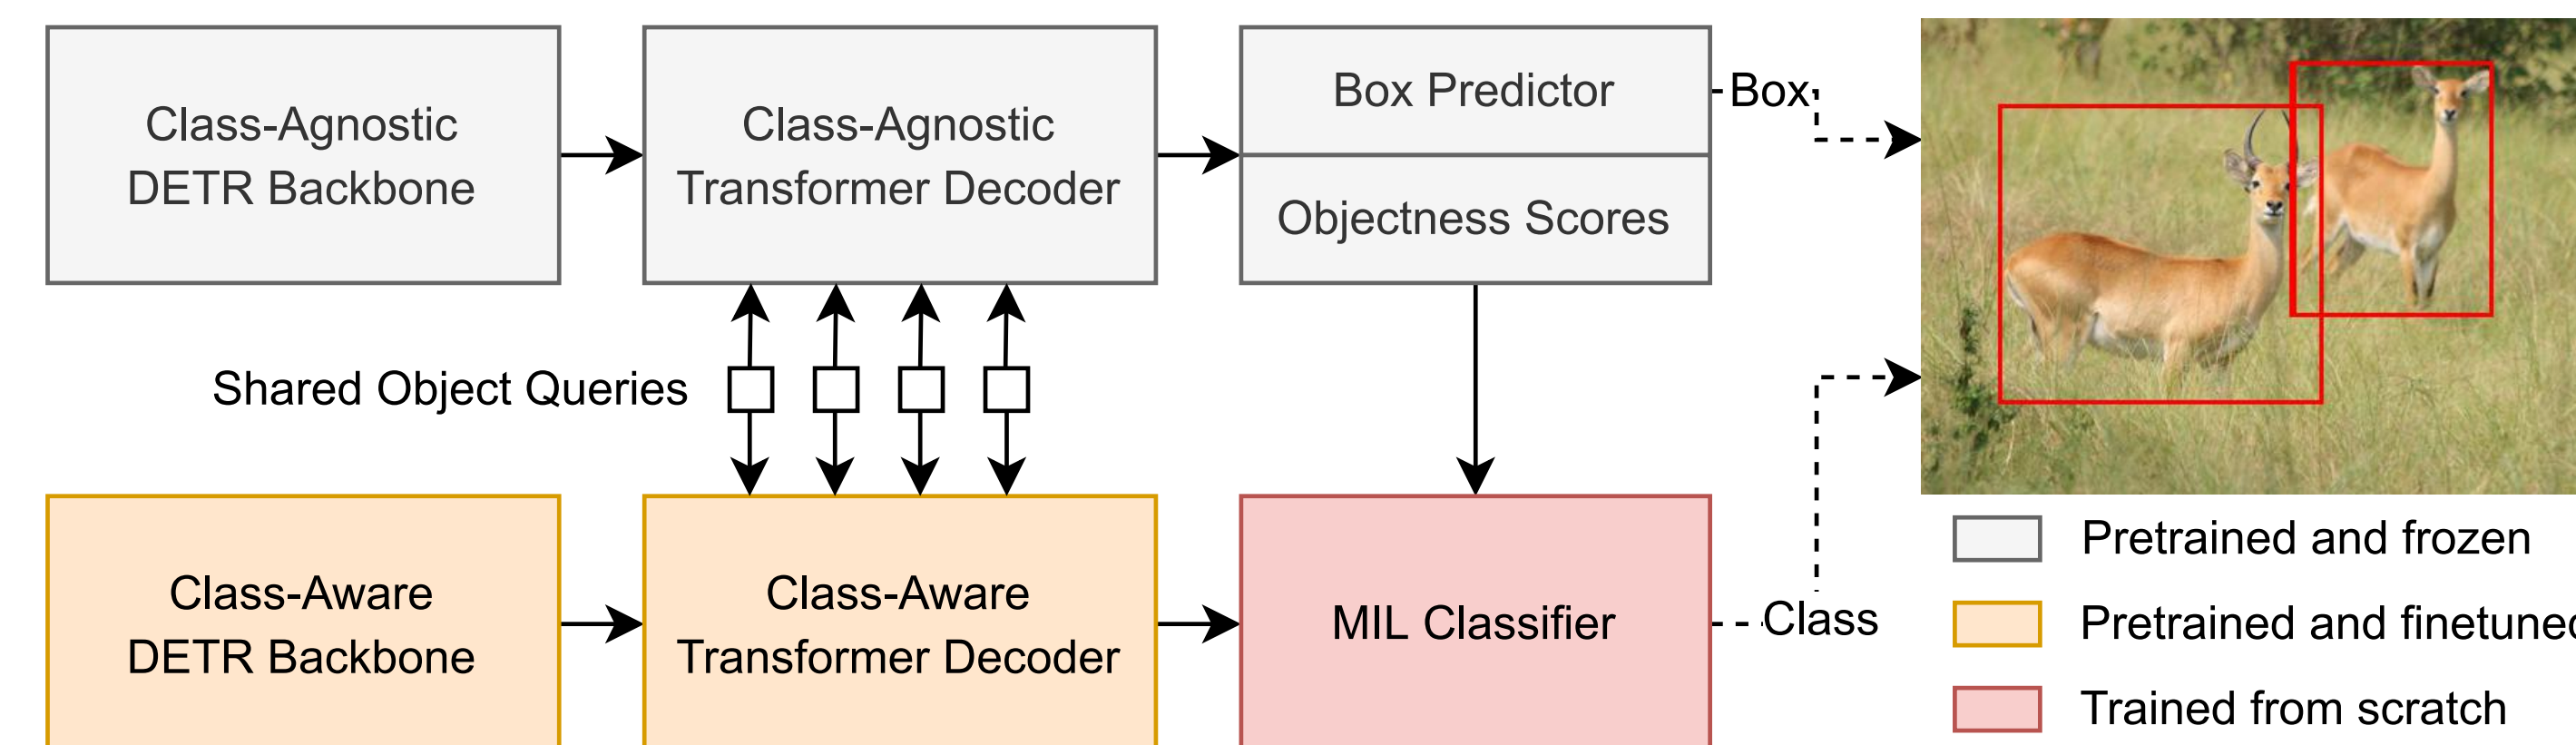 Class-Agnostic
DETR Backbone
Class-Agnostic
Transformer Decoder
Box Predictor
Objectness Scores
Box
Shared Object Queries
Class-Aware
DETR Backbone
Class-Aware
Transformer Decoder
MIL Classifier
Class
Pretrained and frozen
Pretrained and finetuned
Trained from scratch